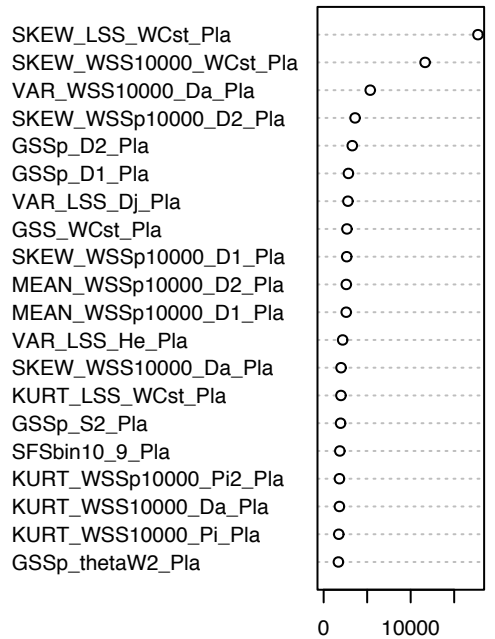 SKEW_LSS_WCst_Pla
SKEW_WSS10000_WCst_Pla
VAR_WSS10000_Da_Pla
SKEW_WSSp10000_D2_Pla
GSSp_D2_Pla
GSSp_D1_Pla
VAR_LSS_Dj_Pla
GSS_WCst_Pla
SKEW_WSSp10000_D1_Pla
MEAN_WSSp10000_D2_Pla
MEAN_WSSp10000_D1_Pla
VAR_LSS_He_Pla
SKEW_WSS10000_Da_Pla
KURT_LSS_WCst_Pla
GSSp_S2_Pla
SFSbin10_9_Pla
KURT_WSSp10000_Pi2_Pla
KURT_WSS10000_Da_Pla
KURT_WSS10000_Pi_Pla
GSSp_thetaW2_Pla
0 10000